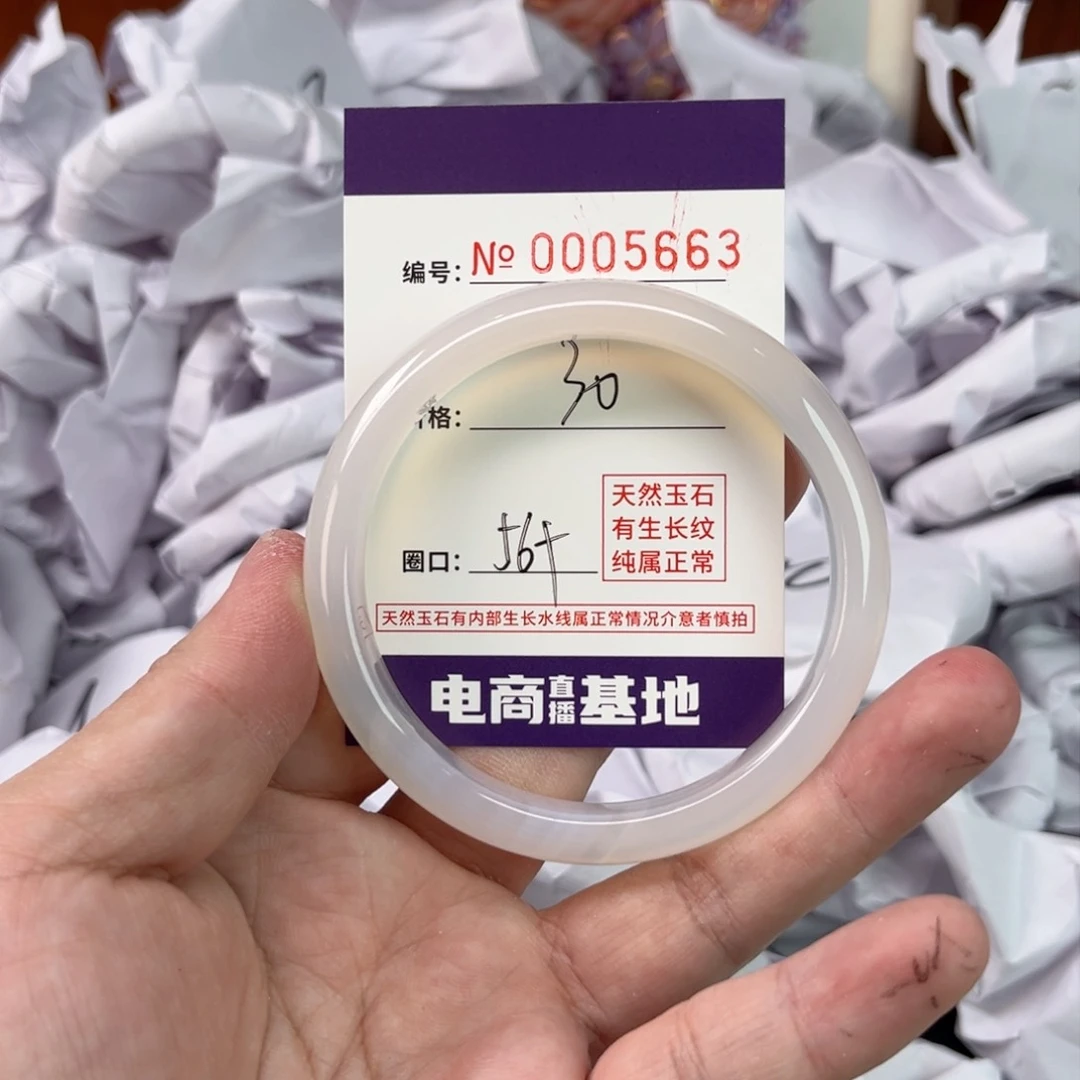 编号: № 0005663
格: 30
圈口: 56+
天然玉石
有生长纹
纯属正常
天然玉石有内部生长水线属正常情况介意者慎拍
电商直播基地